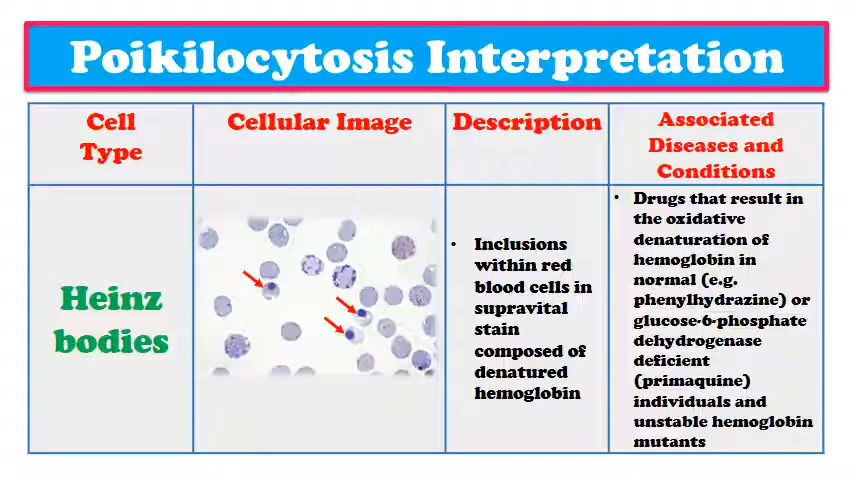 Poikilocytosis Interpretation
Cell
Type
Cellular Image
Description
Associated
Diseases and
Conditions
Heinz
bodies
• Inclusions
within red
blood cells in
supravital
stain
composed of
denatured
hemoglobin
• Drugs that result in
the oxidative
denaturation of
hemoglobin in
normal (e.g.
phenylhydrazine) or
glucose-6-phosphate
dehydrogenase
deficient
(primaquine)
individuals and
unstable hemoglobin
mutants